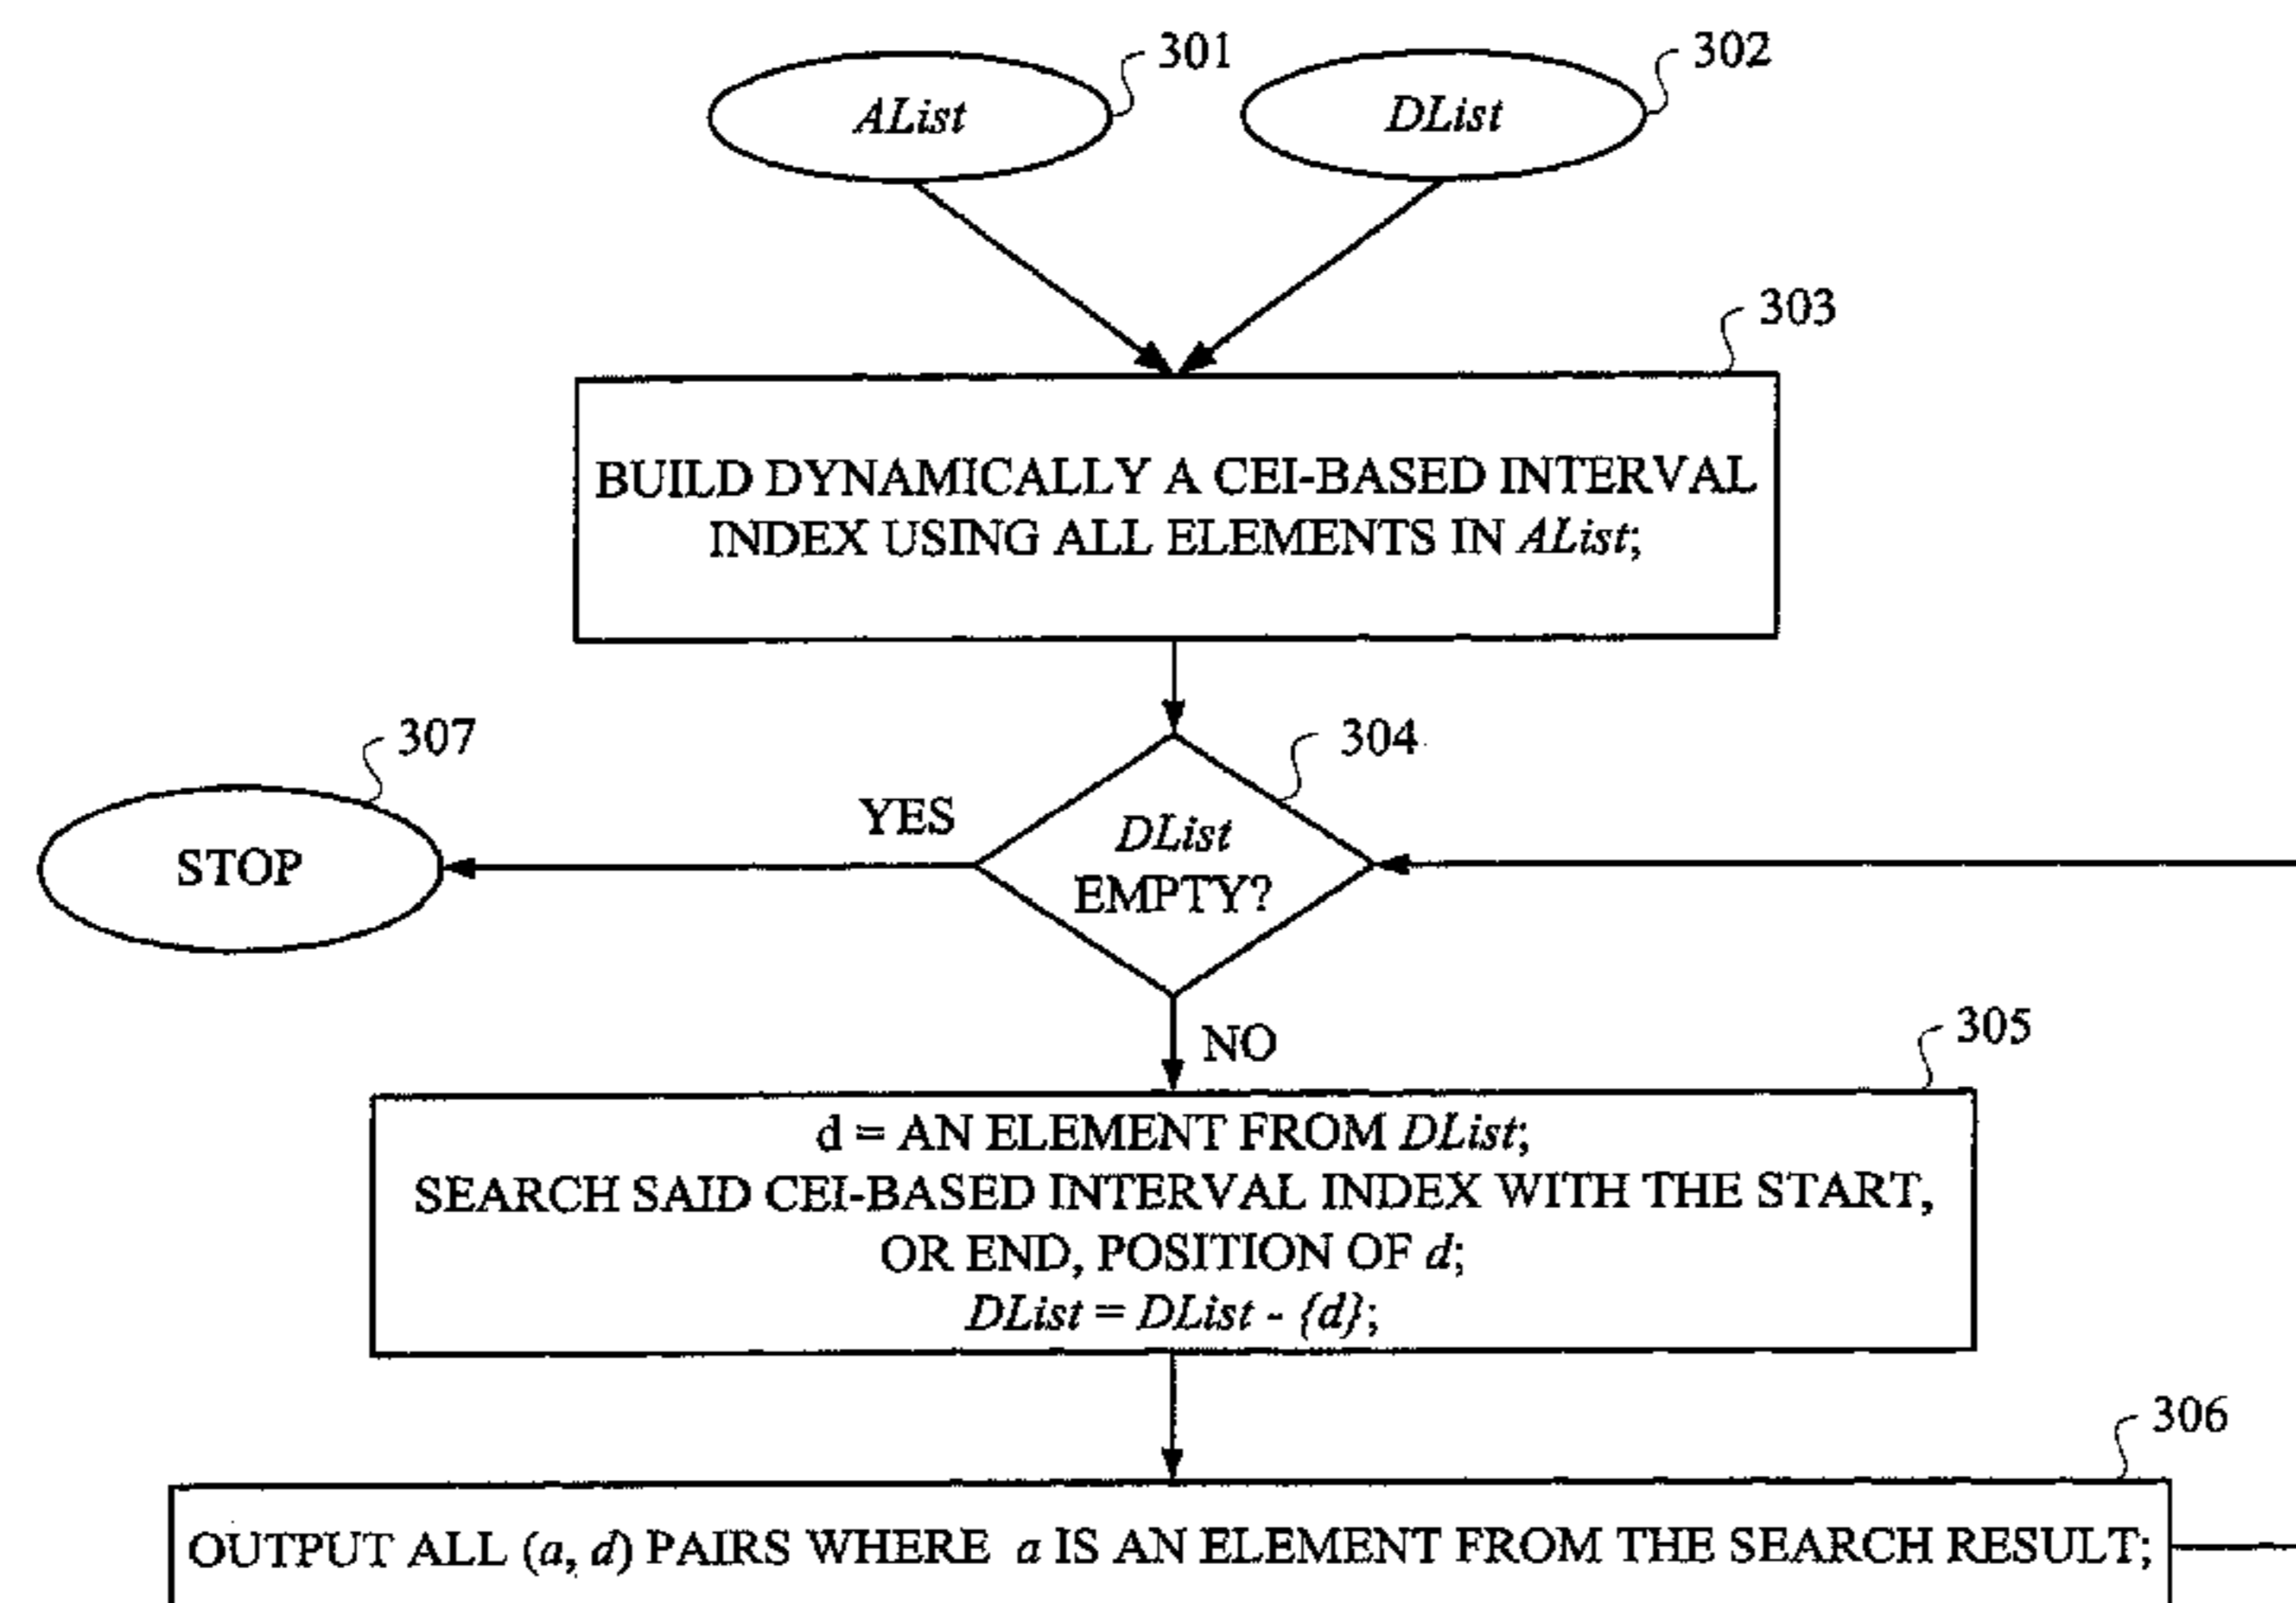 301
302
AList
DList
303
BUILD DYNAMICALLY A CEI-BASED INTERVAL
INDEX USING ALL ELEMENTS IN AList;
307
304
YES
STOP
DList
EMPTY?
NO
305
d = AN ELEMENT FROM DList;
SEARCH SAID CEI-BASED INTERVAL INDEX WITH THE START,
OR END, POSITION OF d;
DList = DList - {d};
306
OUTPUT ALL (a, d) PAIRS WHERE a IS AN ELEMENT FROM THE SEARCH RESULT;